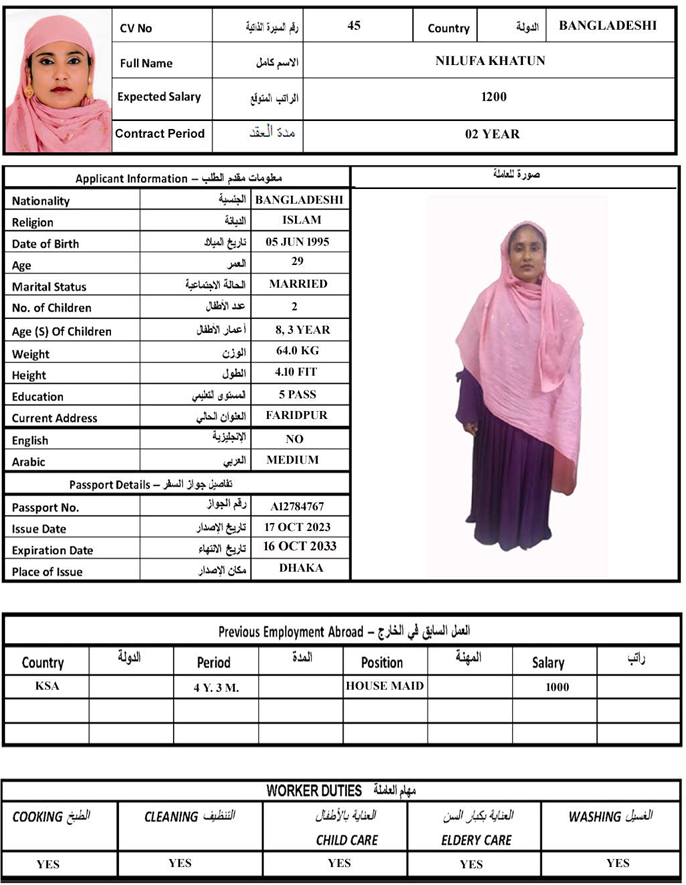 CV No رقم السيرة الذاتية 45 Country الدولة BANGLADESHI
Full Name الاسم كامل NILUFA KHATUN
Expected Salary الراتب المتوقع 1200
Contract Period مدة العقد 02 YEAR
Applicant Information – معلومات مقدم الطلب
صورة للعاملة
Nationality الجنسية BANGLADESHI
Religion الديانة ISLAM
Date of Birth تاريخ الميلاد 05 JUN 1995
Age العمر 29
Marital Status الحالة الاجتماعية MARRIED
No. of Children عدد الأطفال 2
Age (S) Of Children أعمار الأطفال 8, 3 YEAR
Weight الوزن 64.0 KG
Height الطول 4.10 FIT
Education لمستوى التعليمي 5 PASS
Current Address العنوان الحالي FARIDPUR
English الإنجليزية NO
Arabic العربي MEDIUM
Passport Details – تفاصيل جواز السفر
Passport No. رقم الجواز A12784767
Issue Date تاريخ الإصدار 17 OCT 2023
Expiration Date تاريخ الانتهاء 16 OCT 2033
Place of Issue مكان الإصدار DHAKA
Previous Employment Abroad – العمل السابق في الخارج
Country الدولة Period المدة Position المهنة Salary راتب
KSA 4 Y. 3 M. HOUSE MAID 1000
WORKER DUTIES مهام العاملة
COOKING الطبخ CLEANING التنظيف العناية بالأطفال CHILD CARE العناية بكبار السن ELDERY CARE WASHING الغسيل
YES YES YES YES YES